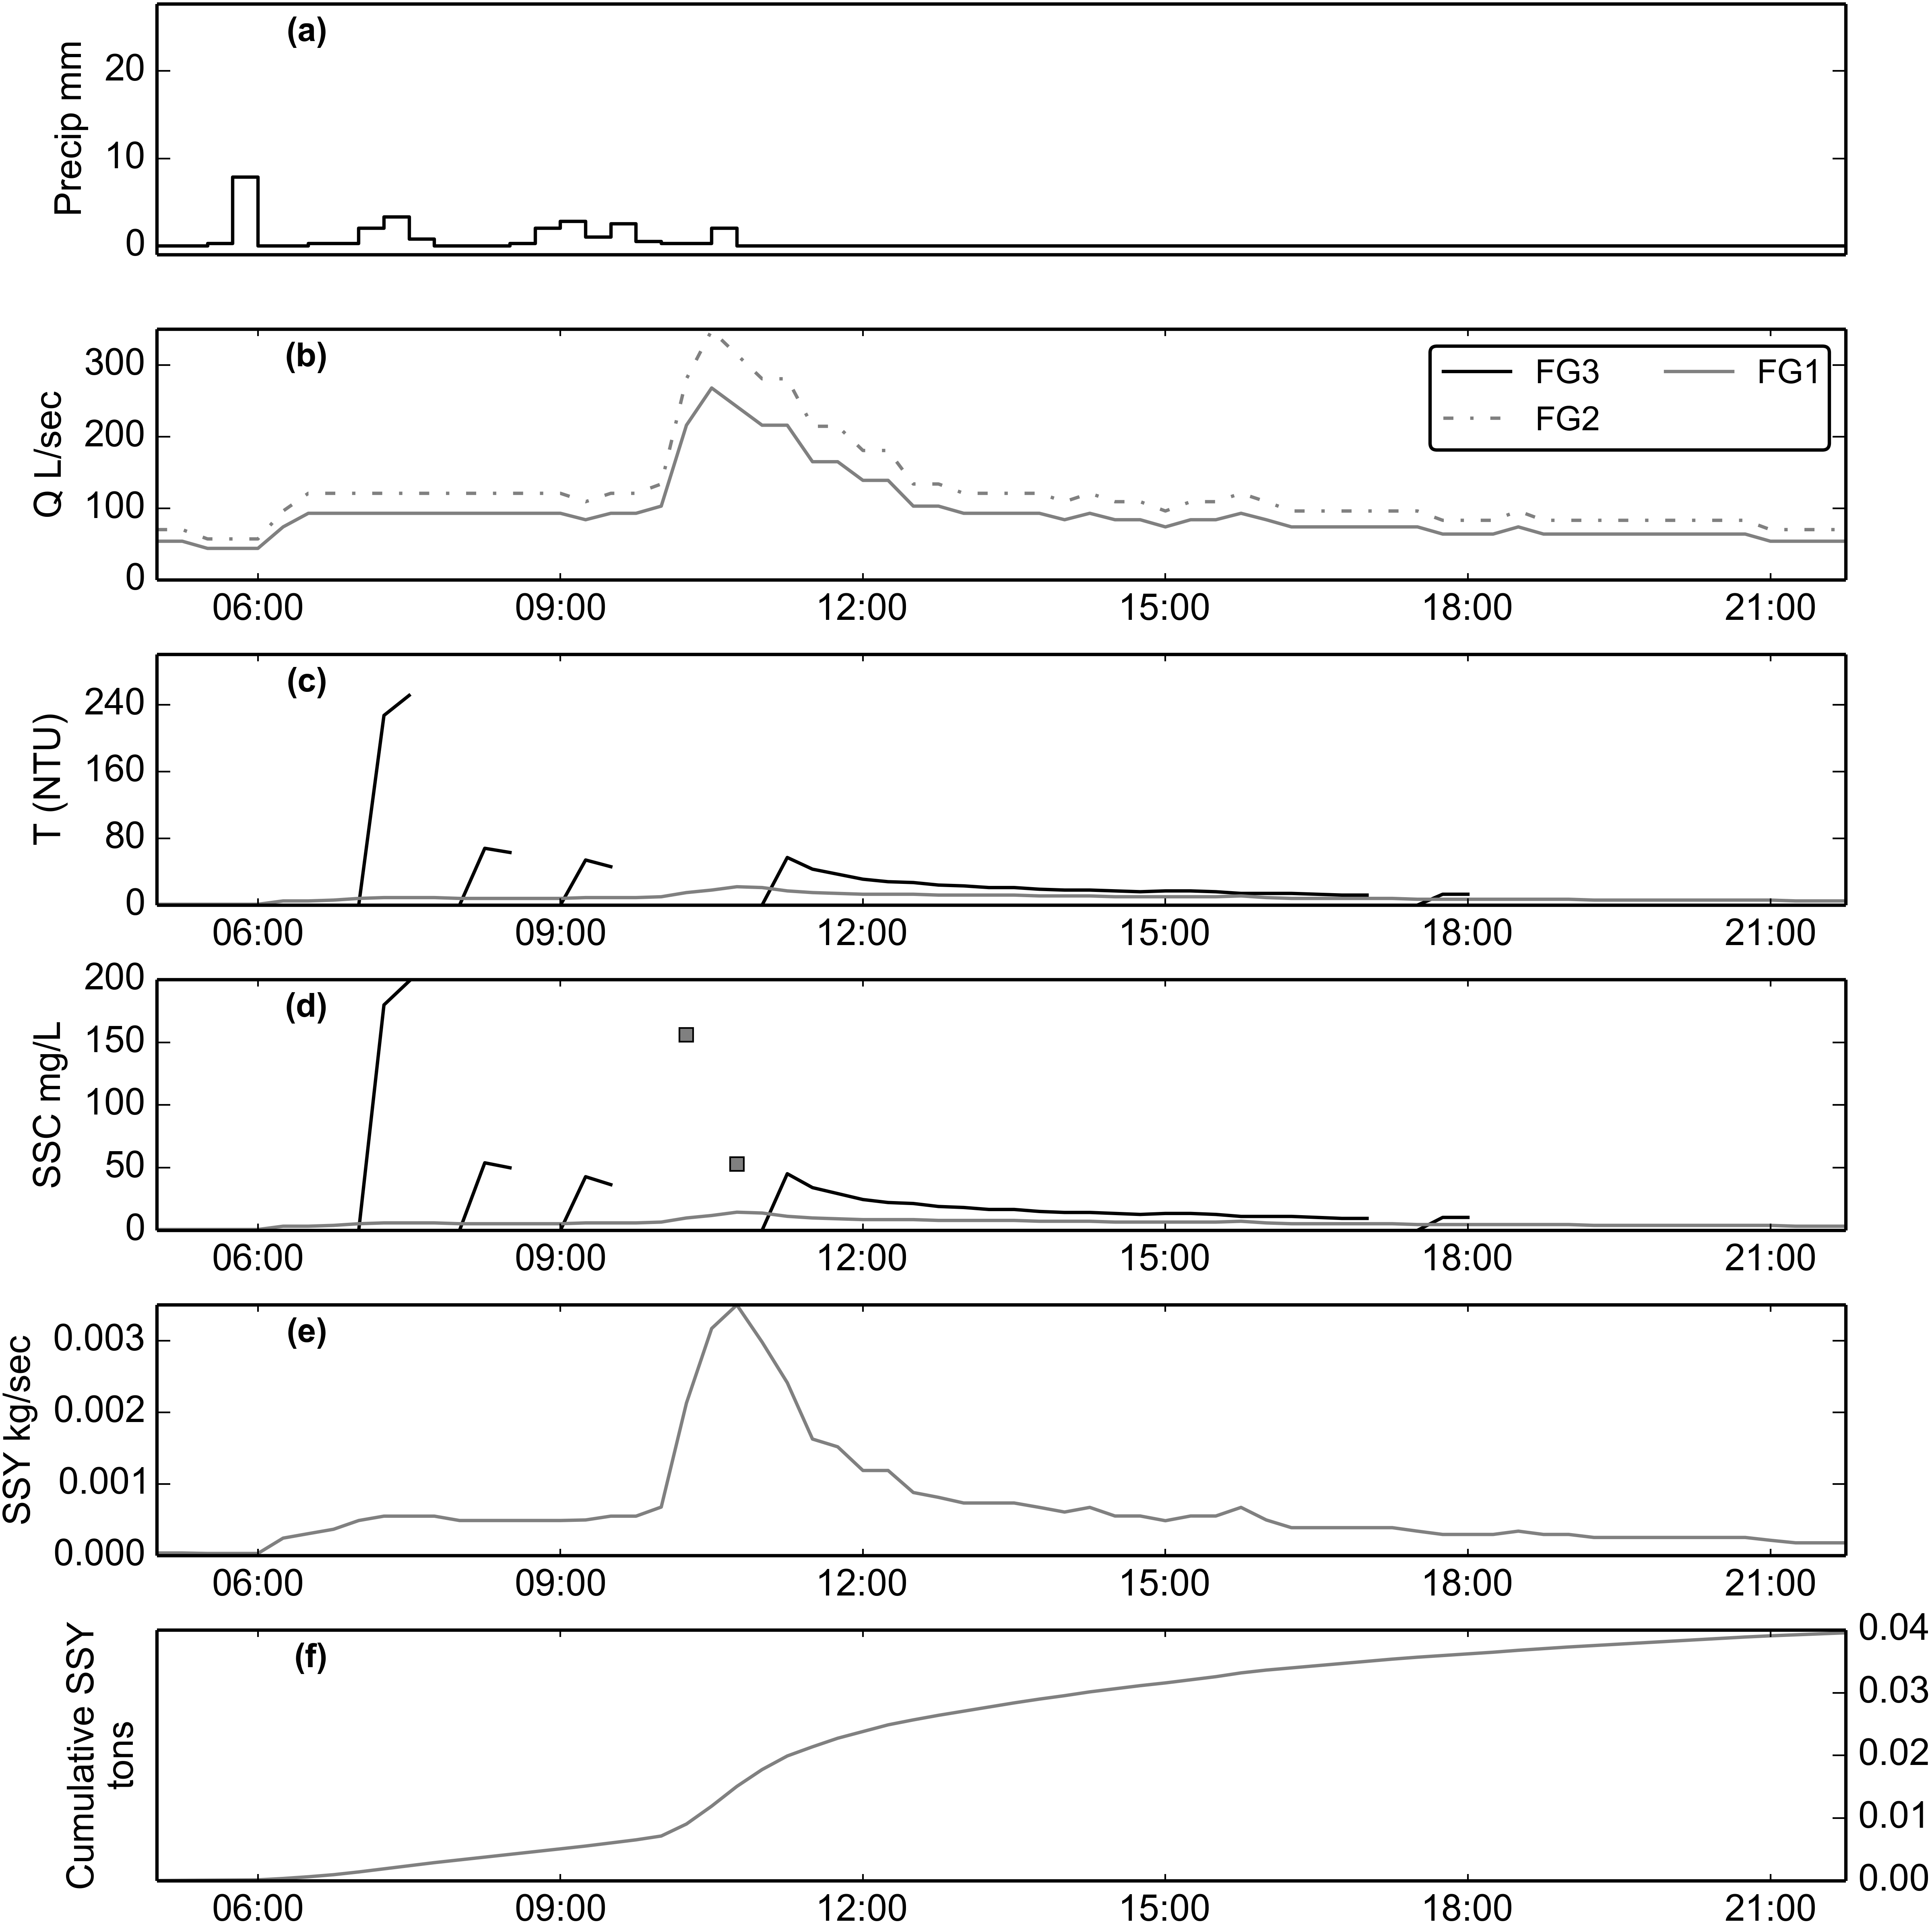 (a)
Precip mm
20
10
0
(b)
Q L/sec
300
200
100
0
FG3 FG1
FG2
06:00 09:00 12:00 15:00 18:00 21:00
(c)
T (NTU)
240
160
80
0
06:00 09:00 12:00 15:00 18:00 21:00
(d)
SSC mg/L
200
150
100
50
0
06:00 09:00 12:00 15:00 18:00 21:00
(e)
SSY kg/sec
0.003
0.002
0.001
0.000
06:00 09:00 12:00 15:00 18:00 21:00
(f)
Cumulative SSY
tons
0.04
0.03
0.02
0.01
0.00
06:00 09:00 12:00 15:00 18:00 21:00